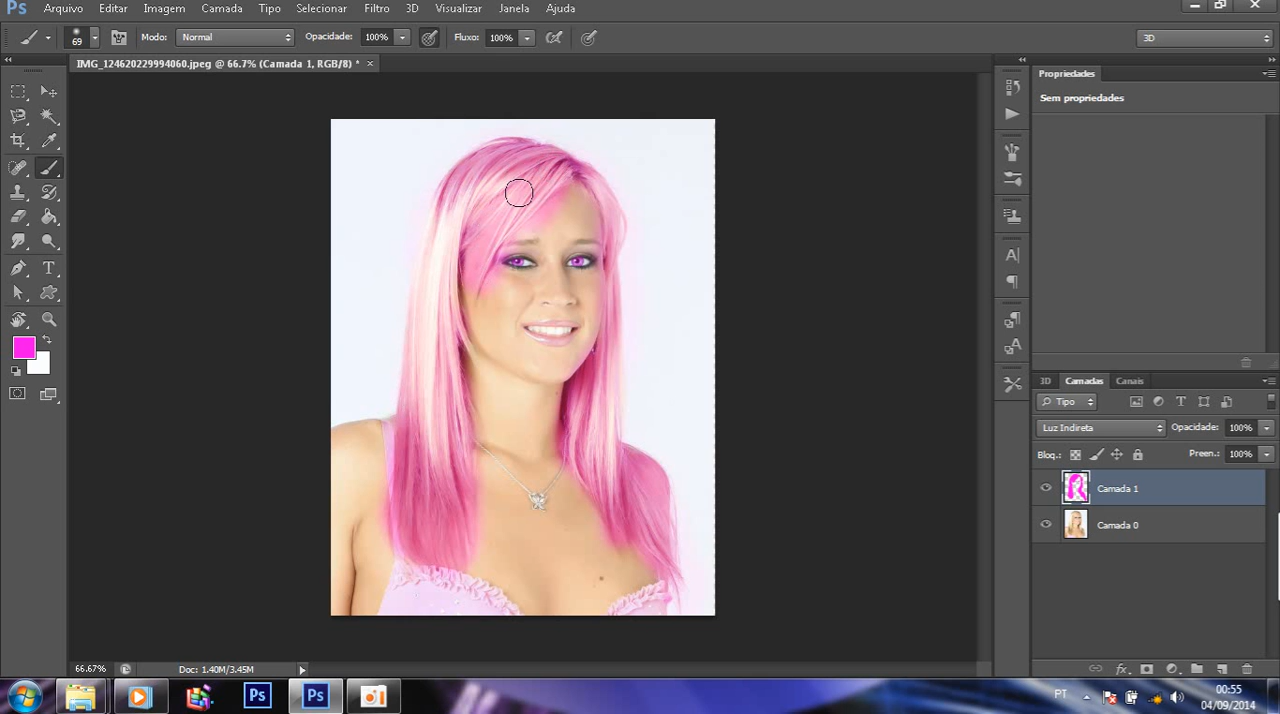 Ps Arquivo Editar Imagem Camada Tipo Selecionar Filtro 3D Visualizar Janela Ajuda
69 Modo: Normal Opacidade: 100% Fluxo: 100% 3D
IMG_124620229994060.jpeg @ 66.7% (Camada 1, RGB/8) * ×
Propriedades
Sem propriedades
3D Camadas Canais
Tipo
Luz Indireta Opacidade: 100%
Bloq.: Preen.: 100%
Camada 1
Camada 0
66.67% Doc: 1.40M/3.45M
Ps Ps PT 00:55
04/09/2014